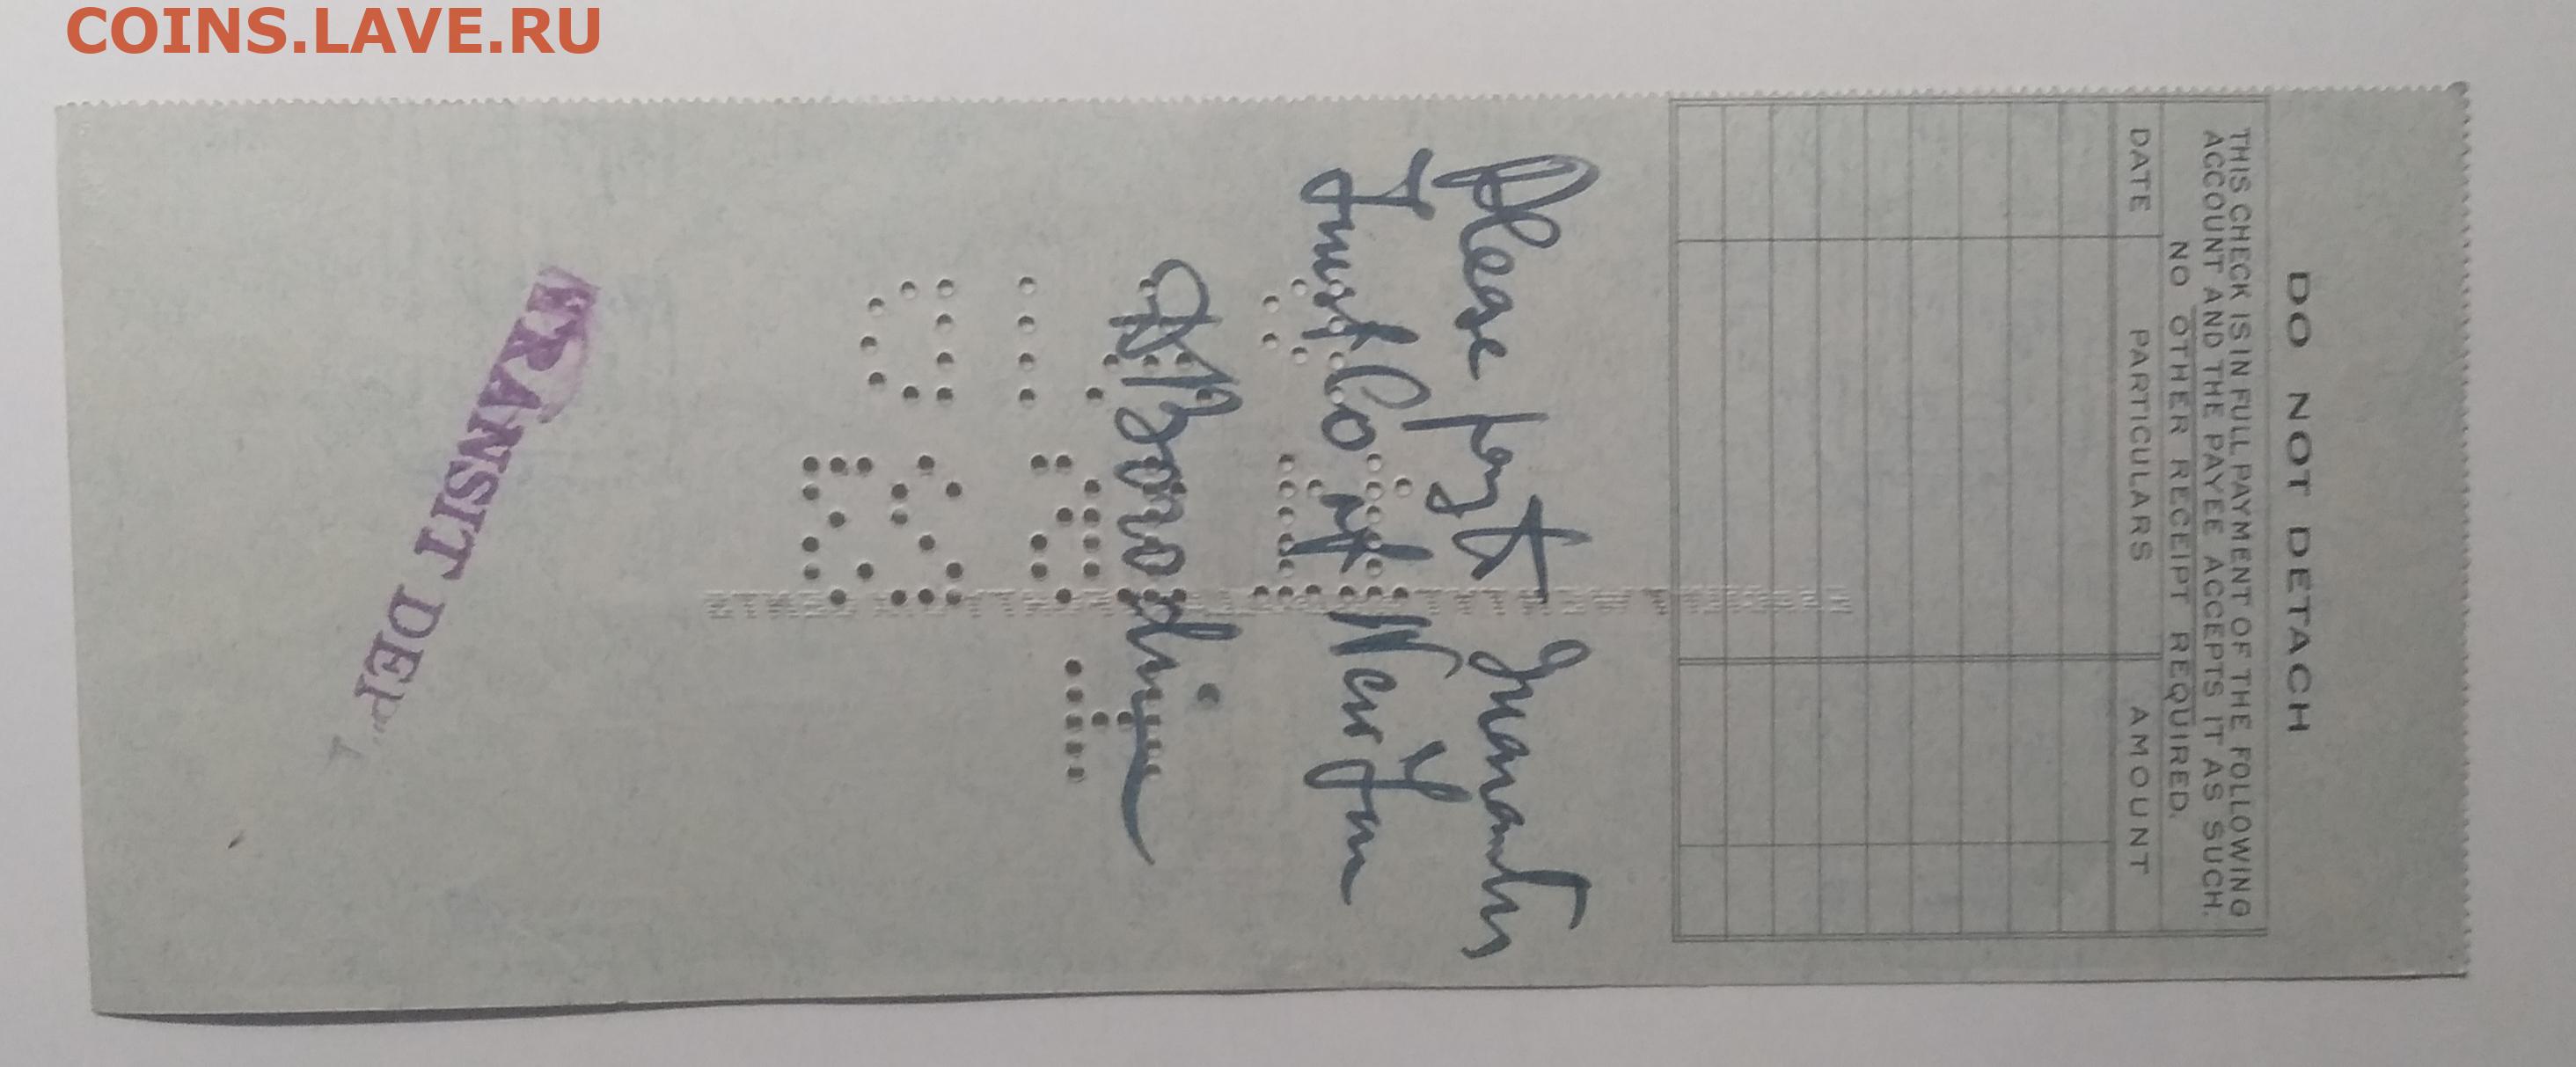 COINS.LAVE.RU
DO NOT DETACH
THIS CHECK IS IN FULL PAYMENT OF THE FOLLOWING
ACCOUNT AND THE PAYEE ACCEPTS IT AS SUCH.
NO OTHER RECEIPT REQUIRED.
DATE PARTICULARS AMOUNT
Please pay to Guaranty
Trust Co of New York
Borodin
TRANSIT DEPT